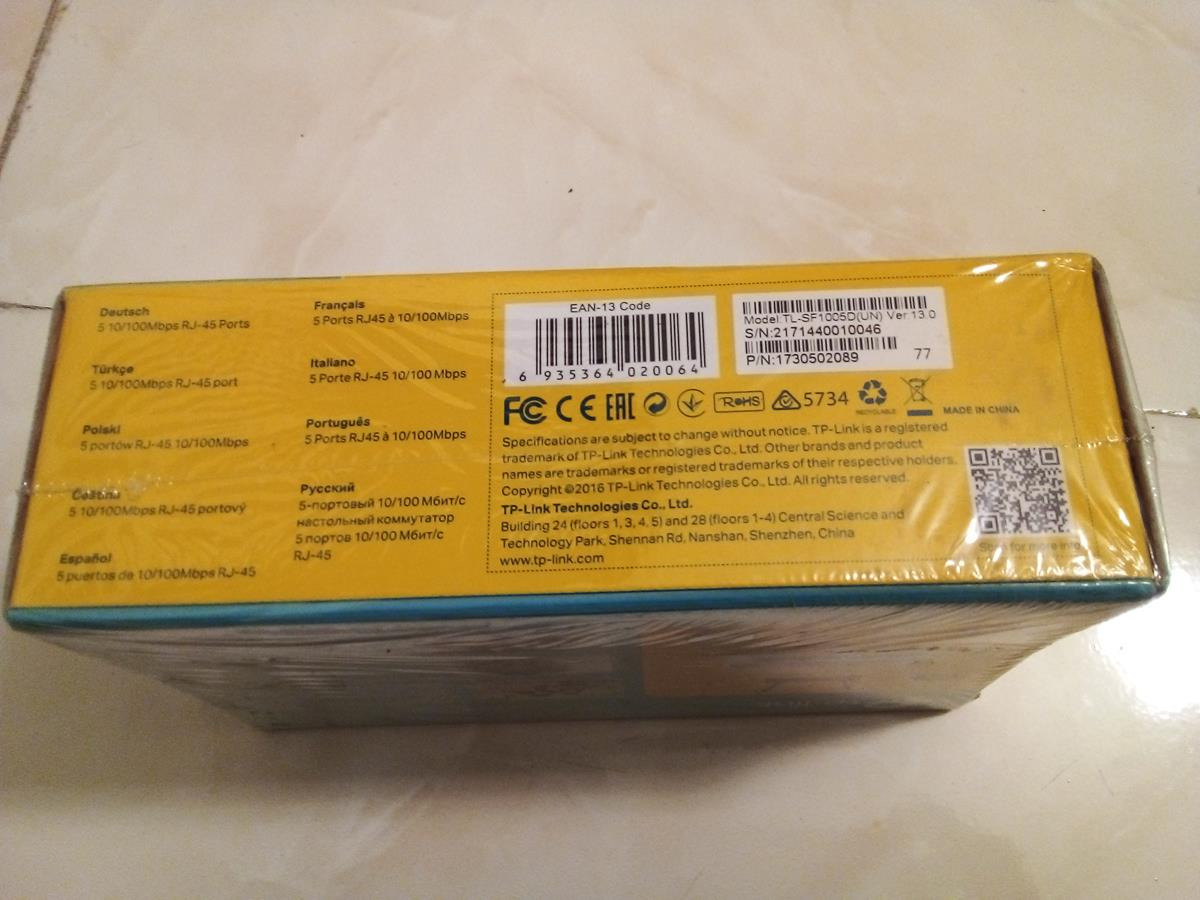 Deutsch
5 10/100Mbps RJ-45 Ports
Türkçe
5 10/100Mbps RJ-45 port
Polski
5 portów RJ-45 10/100Mbps
Čeština
5 10/100Mbps RJ-45 portový
Español
5 puertos de 10/100Mbps RJ-45
Français
5 Ports RJ45 à 10/100Mbps
Italiano
5 Porte RJ-45 10/100 Mbps
Português
5 Ports RJ45 à 10/100Mbps
Русский
5-портовый 10/100 Мбит/с
настольный коммутатор
5 портов 10/100 Мбит/с
RJ-45
EAN-13 Code
6 935364 020064
Model:TL-SF1005D(UN) Ver 13.0
S/N:2171440010046
P/N:1730502089 77
FC CE EAC RoHS 5734 RECYCLABLE MADE IN CHINA
Specifications are subject to change without notice. TP-Link is a registered
trademark of TP-Link Technologies Co., Ltd. Other brands and product
names are trademarks or registered trademarks of their respective holders.
Copyright ©2016 TP-Link Technologies Co., Ltd. All rights reserved.
TP-Link Technologies Co., Ltd.
Building 24 (floors 1, 3, 4, 5) and 28 (floors 1-4) Central Science and
Technology Park, Shennan Rd, Nanshan, Shenzhen, China
www.tp-link.com
Scan for more info